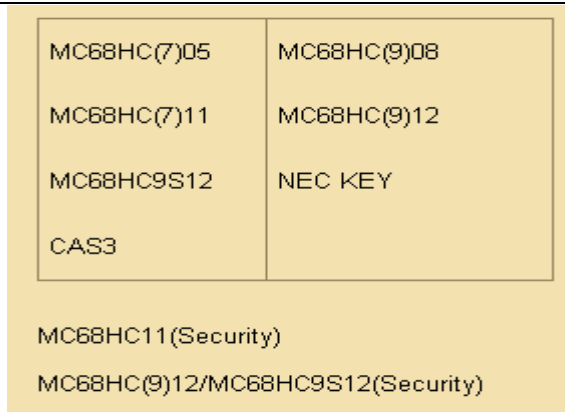 MC68HC(7)05 MC68HC(9)08
MC68HC(7)11 MC68HC(9)12
MC68HC9S12 NEC KEY
CAS3
MC68HC11(Security)
MC68HC(9)12/MC68HC9S12(Security)